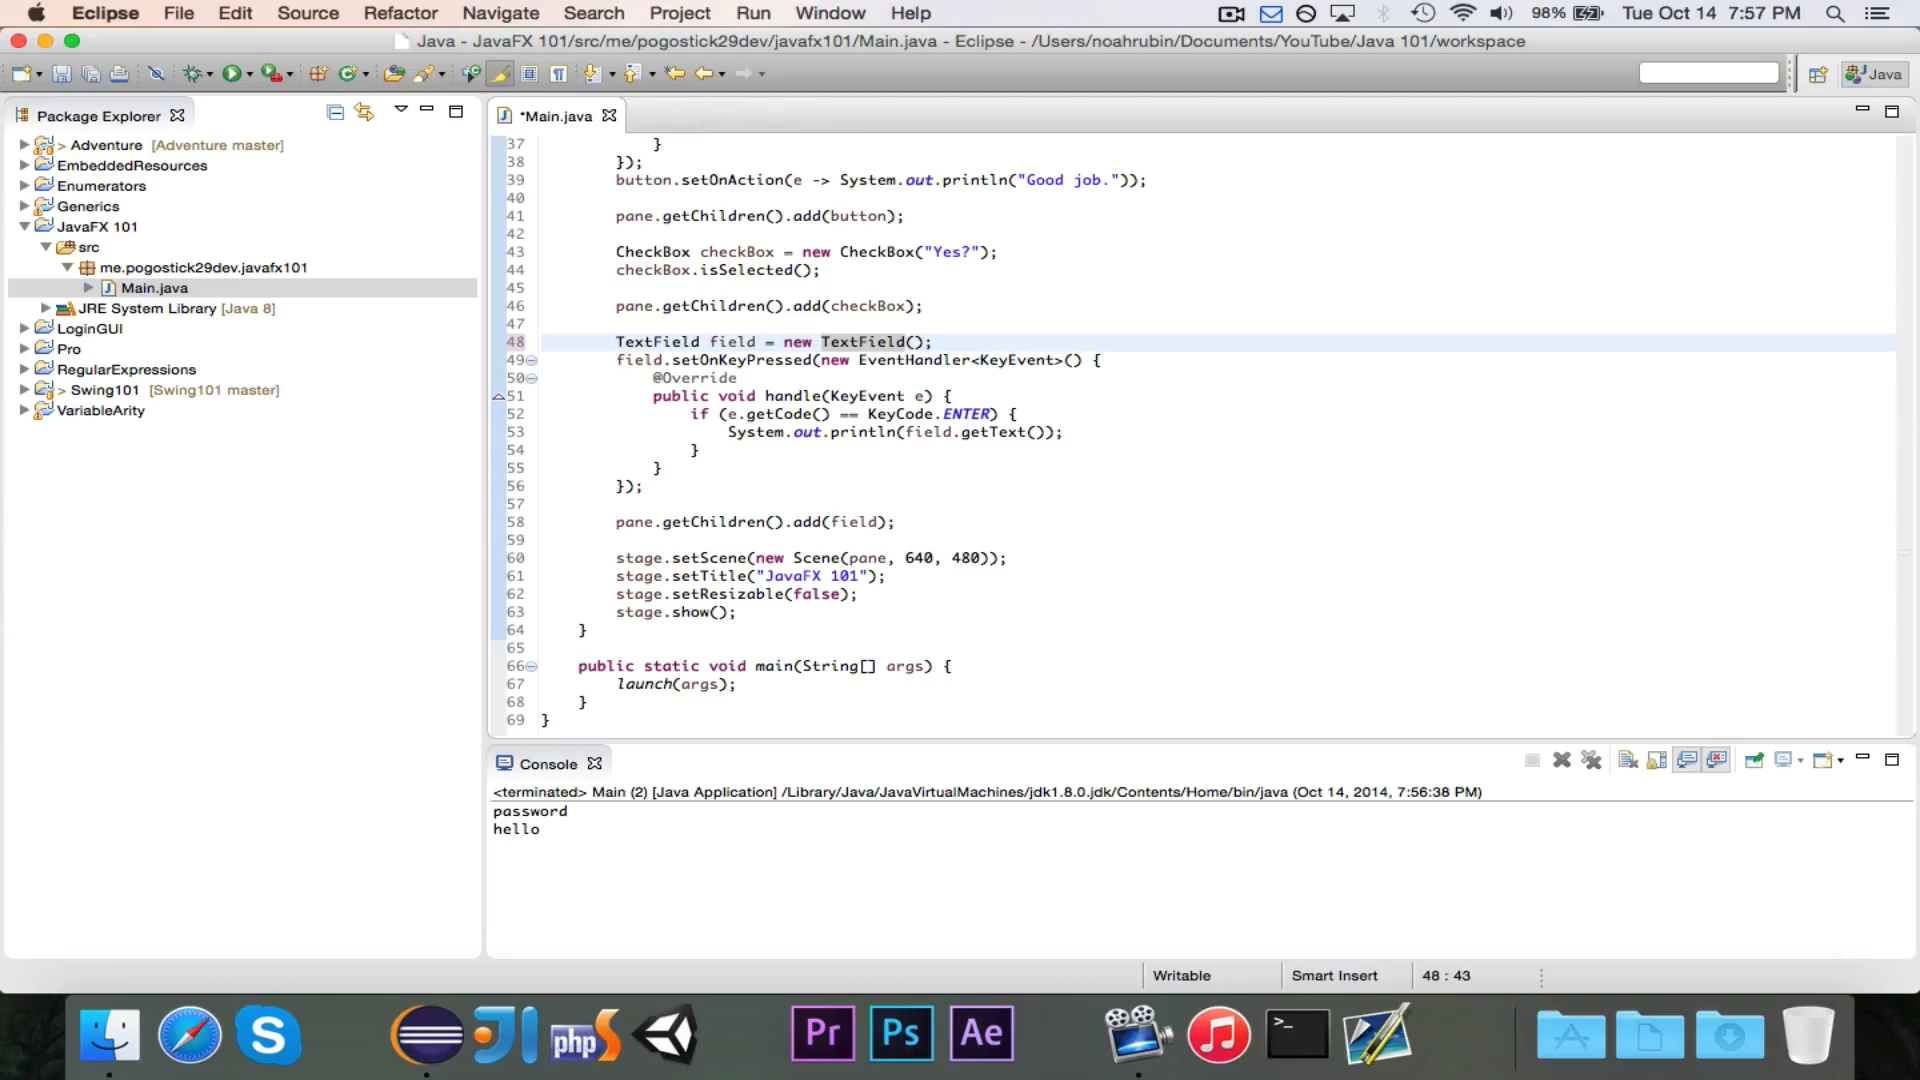 Eclipse File Edit Source Refactor Navigate Search Project Run Window Help 98% Tue Oct 14 7:57 PM
Java - JavaFX 101/src/me/pogostick29dev/javafx101/Main.java - Eclipse - /Users/noahrubin/Documents/YouTube/Java 101/workspace
Java
Package Explorer
> Adventure [Adventure master]
EmbeddedResources
Enumerators
Generics
JavaFX 101
src
me.pogostick29dev.javafx101
Main.java
JRE System Library [Java 8]
LoginGUI
Pro
RegularExpressions
> Swing101 [Swing101 master]
VariableArity
*Main.java
37 }
38 });
39 button.setOnAction(e -> System.out.println("Good job."));
40
41 pane.getChildren().add(button);
42
43 CheckBox checkBox = new CheckBox("Yes?");
44 checkBox.isSelected();
45
46 pane.getChildren().add(checkBox);
47
48 TextField field = new TextField();
49 field.setOnKeyPressed(new EventHandler<KeyEvent>() {
50 @Override
51 public void handle(KeyEvent e) {
52 if (e.getCode() == KeyCode.ENTER) {
53 System.out.println(field.getText());
54 }
55 }
56 });
57
58 pane.getChildren().add(field);
59
60 stage.setScene(new Scene(pane, 640, 480));
61 stage.setTitle("JavaFX 101");
62 stage.setResizable(false);
63 stage.show();
64 }
65
66 public static void main(String[] args) {
67 launch(args);
68 }
69 }
Console
<terminated> Main (2) [Java Application] /Library/Java/JavaVirtualMachines/jdk1.8.0.jdk/Contents/Home/bin/java (Oct 14, 2014, 7:56:38 PM)
password
hello
Writable Smart Insert 48 : 43
S JI phpS Pr Ps Ae >_